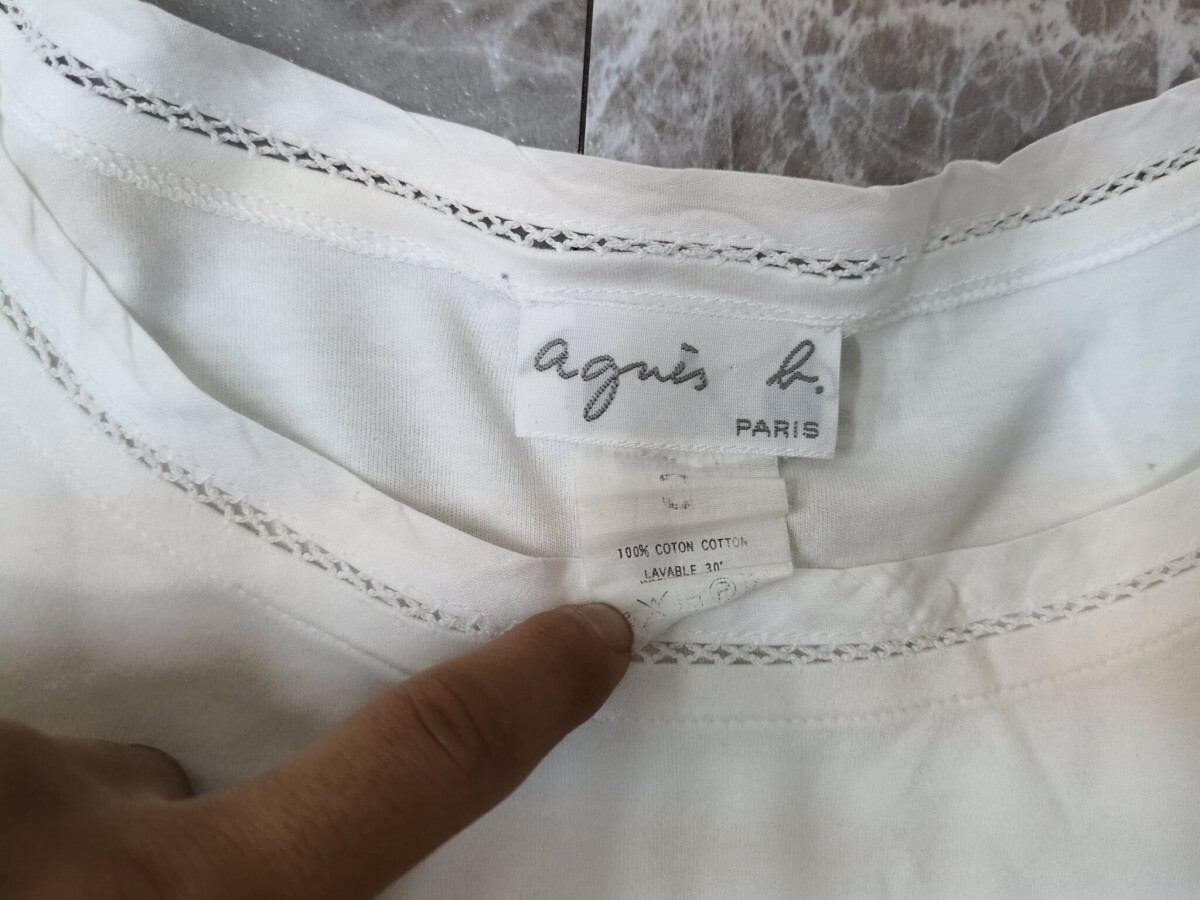 agnès b.
PARIS
100% COTON COTTON
LAVABLE 30°
P